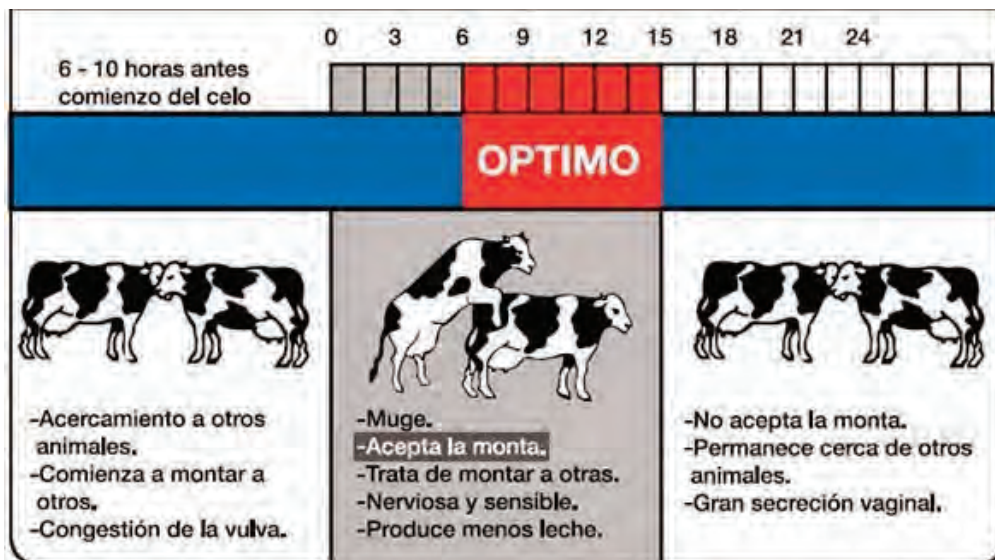 0 3 6 9 12 15 18 21 24
6 - 10 horas antes
comienzo del celo
OPTIMO
-Acercamiento a otros
animales.
-Comienza a montar a
otros.
-Congestión de la vulva.
-Muge.
-Acepta la monta.
-Trata de montar a otras.
-Nerviosa y sensible.
-Produce menos leche.
-No acepta la monta.
-Permanece cerca de otros
animales.
-Gran secreción vaginal.